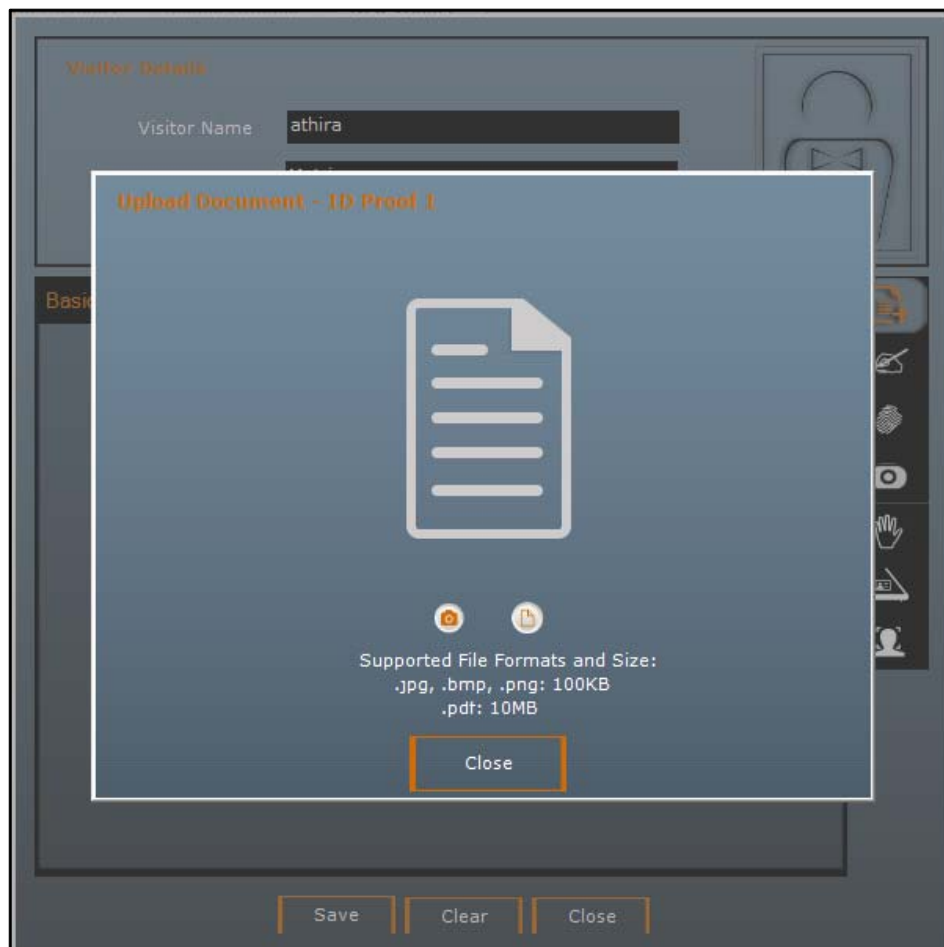 Visitor Details
Visitor Name
athira
Upload Document - ID Proof 1
Basic
Supported File Formats and Size:
.jpg, .bmp, .png: 100KB
.pdf: 10MB
Close
Save
Clear
Close